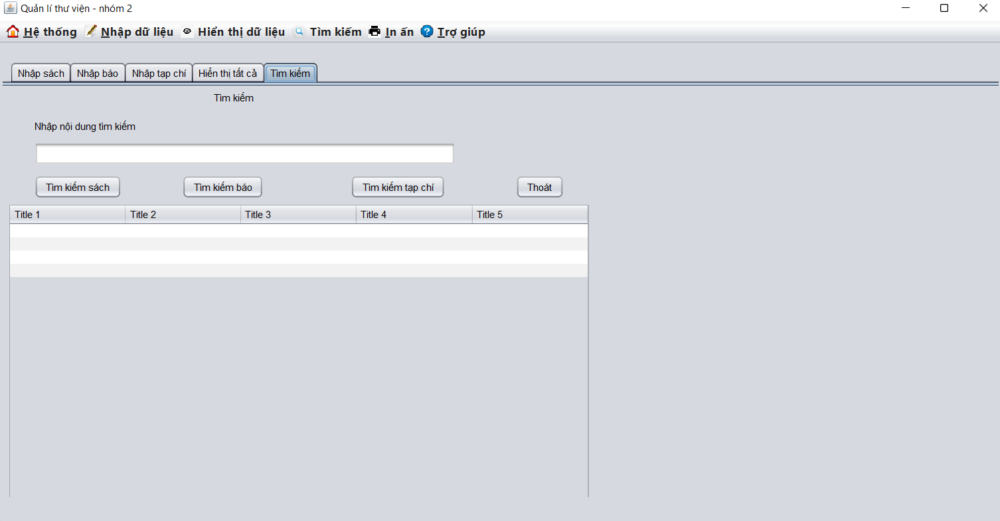 Quản lí thư viện - nhóm 2
Hệ thống Nhập dữ liệu Hiển thị dữ liệu Tìm kiếm In ấn Trợ giúp
Nhập sách Nhập báo Nhập tạp chí Hiển thị tất cả Tìm kiếm
Tìm kiếm
Nhập nội dung tìm kiếm
Tìm kiếm sách Tìm kiếm báo Tìm kiếm tạp chí Thoát
Title 1 Title 2 Title 3 Title 4 Title 5